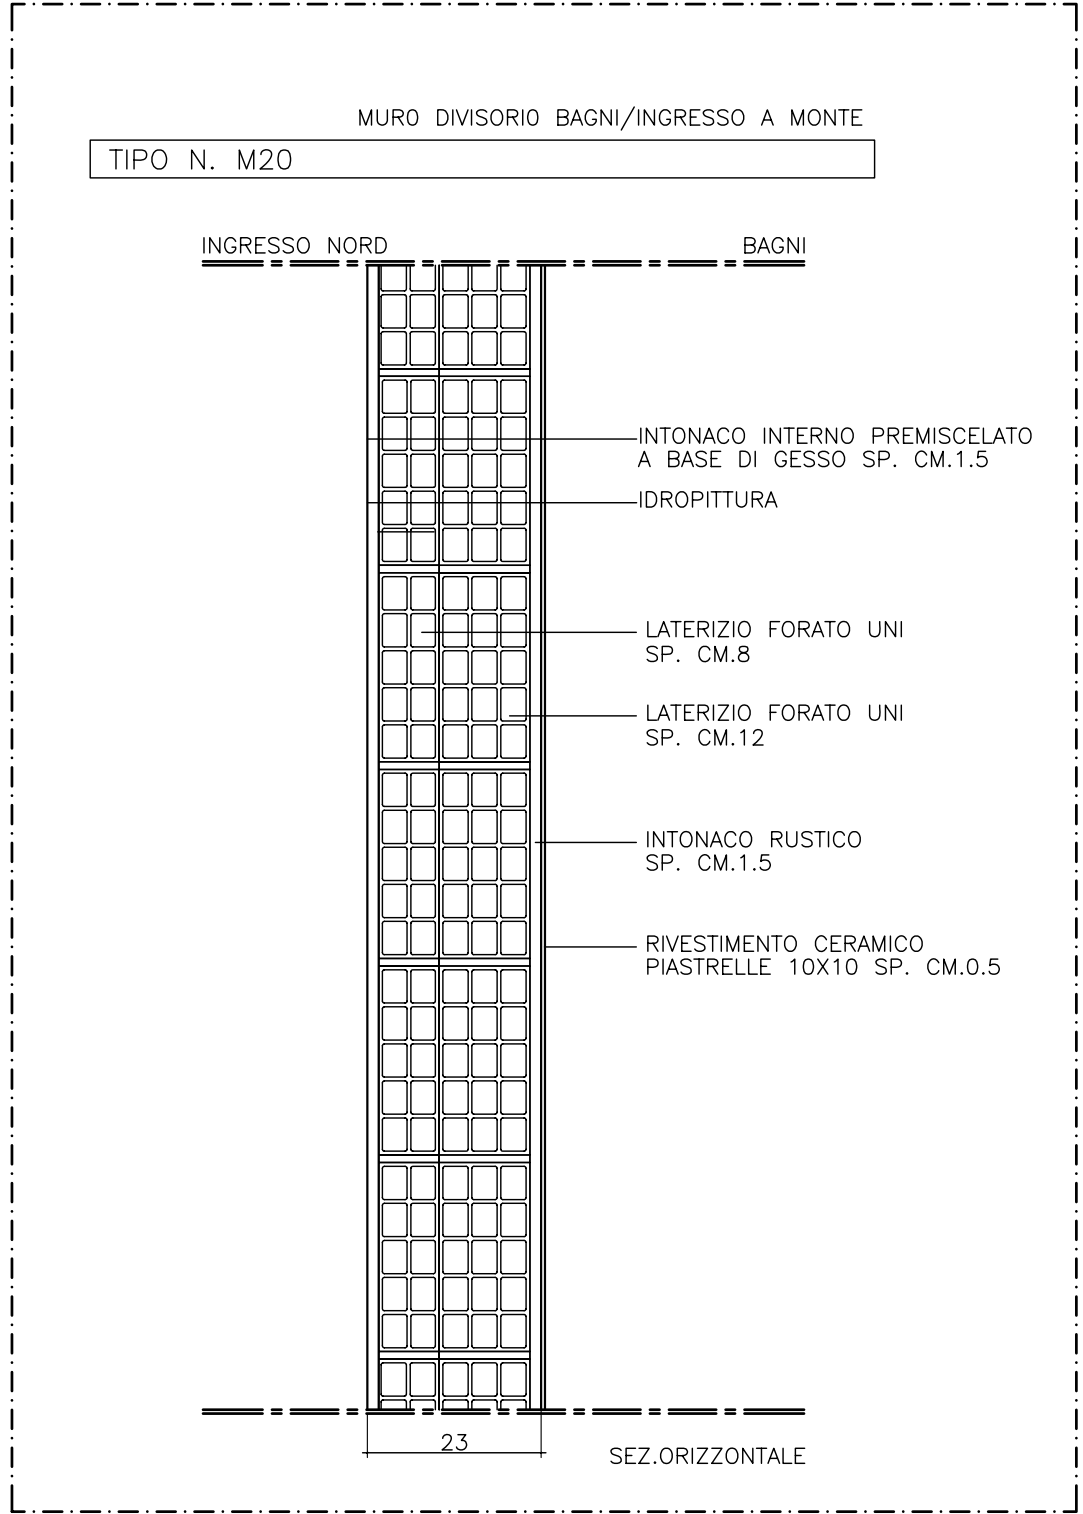 MURO DIVISORIO BAGNI/INGRESSO A MONTE
TIPO N. M20
INGRESSO NORD
BAGNI
INTONACO INTERNO PREMISCELATO
A BASE DI GESSO SP. CM.1.5
IDROPITTURA
LATERIZIO FORATO UNI
SP. CM.8
LATERIZIO FORATO UNI
SP. CM.12
INTONACO RUSTICO
SP. CM.1.5
RIVESTIMENTO CERAMICO
PIASTRELLE 10X10 SP. CM.0.5
23
SEZ.ORIZZONTALE